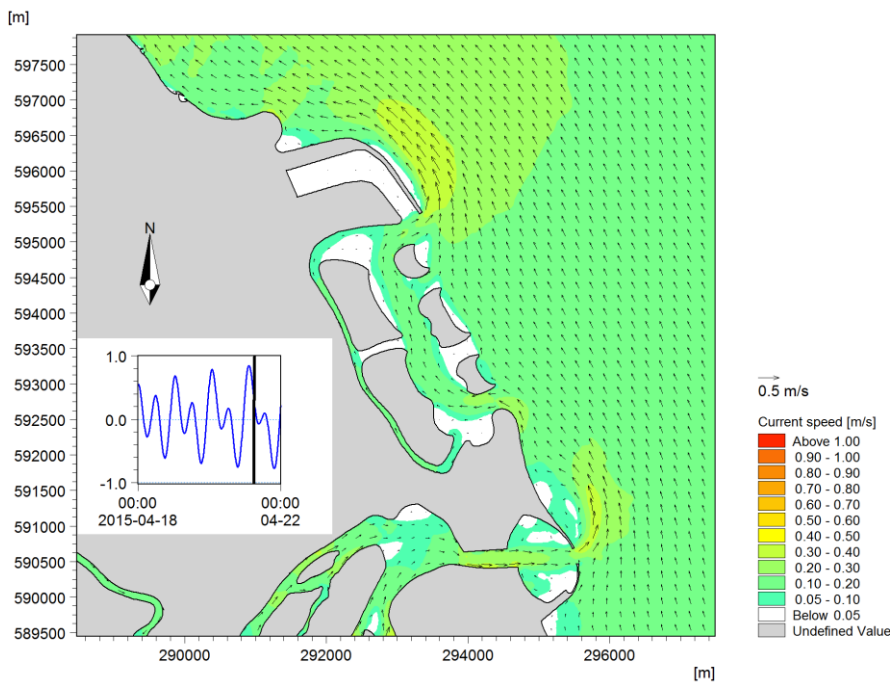 [m]
597500
597000
596500
596000
595500
595000
594500
594000
593500
593000
592500
592000
591500
591000
590500
590000
589500
N
1.0
0.0
-1.0
00:00 00:00
2015-04-18 04-22
290000 292000 294000 296000
[m]
0.5 m/s
Current speed [m/s]
Above 1.00
0.90 - 1.00
0.80 - 0.90
0.70 - 0.80
0.60 - 0.70
0.50 - 0.60
0.40 - 0.50
0.30 - 0.40
0.20 - 0.30
0.10 - 0.20
0.05 - 0.10
Below 0.05
Undefined Value